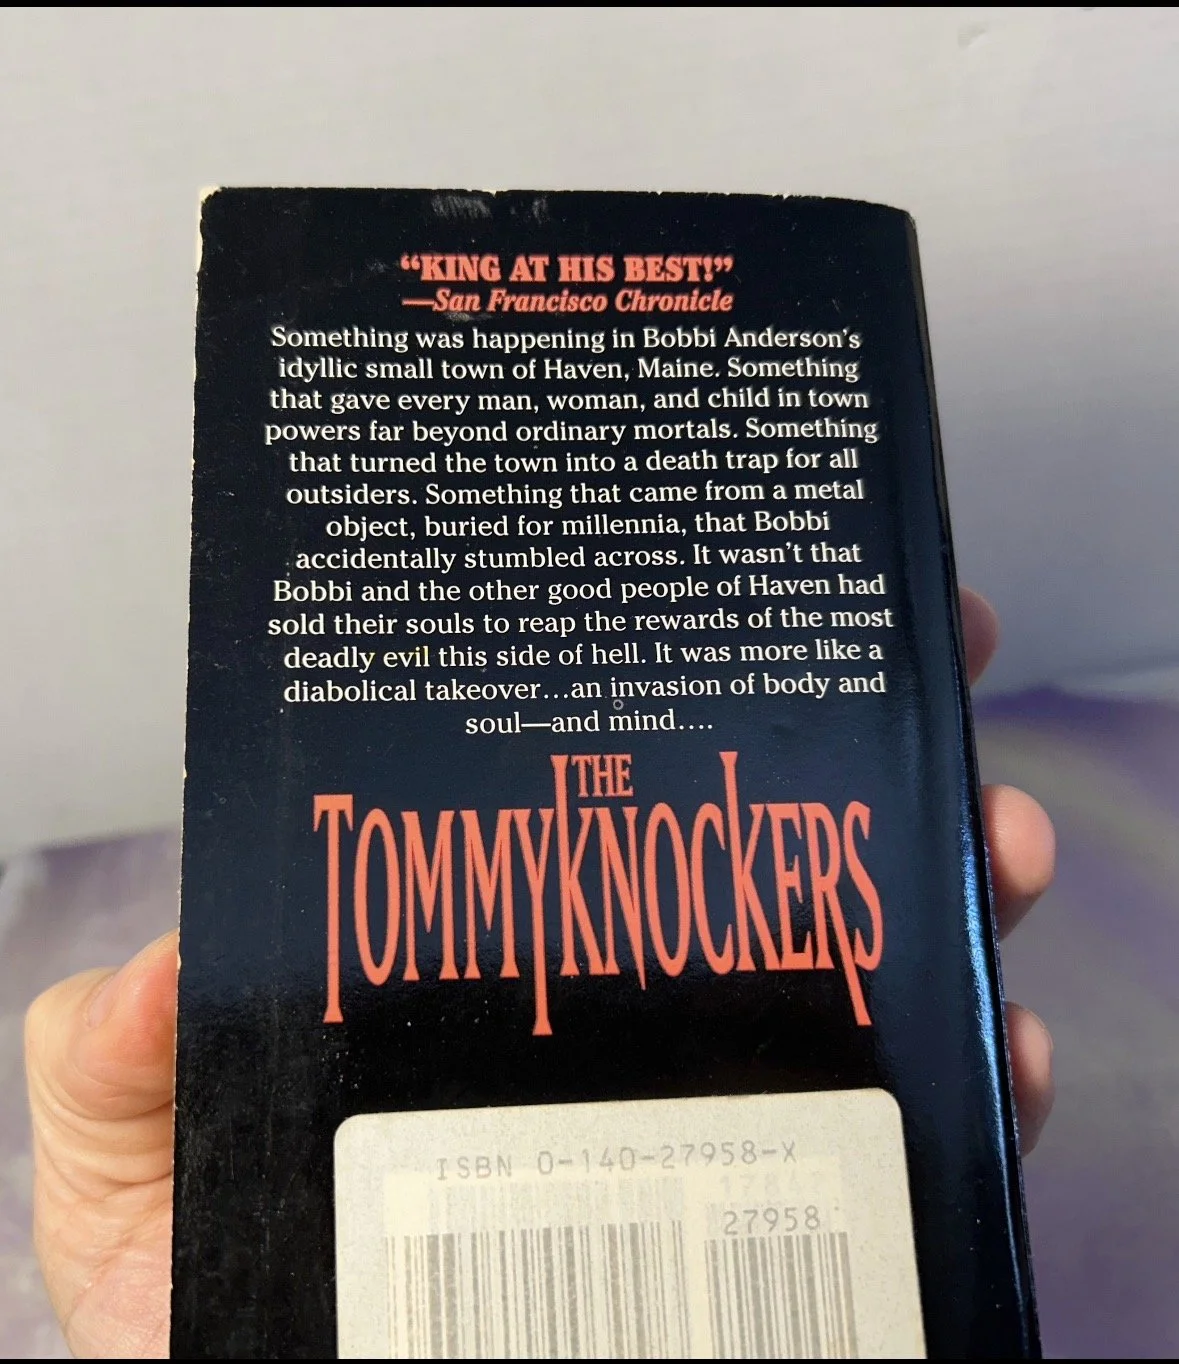 “KING AT HIS BEST!”
—San Francisco Chronicle
Something was happening in Bobbi Anderson’s
idyllic small town of Haven, Maine. Something
that gave every man, woman, and child in town
powers far beyond ordinary mortals. Something
that turned the town into a death trap for all
outsiders. Something that came from a metal
object, buried for millennia, that Bobbi
accidentally stumbled across. It wasn’t that
Bobbi and the other good people of Haven had
sold their souls to reap the rewards of the most
deadly evil this side of hell. It was more like a
diabolical takeover...an invasion of body and
soul—and mind....
THE
TOMMYKNOCKERS
ISBN 0-140-27958-X
27958